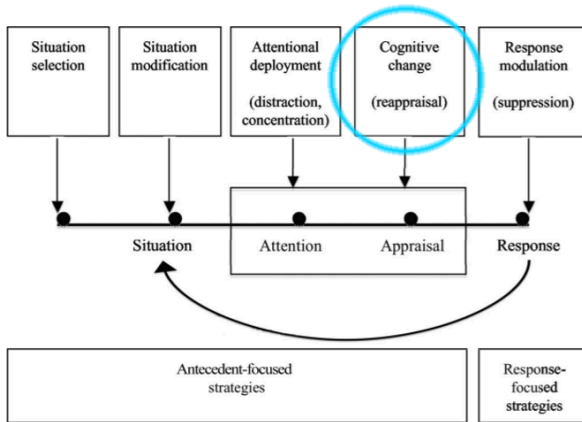 Situation
selection
Situation
modification
Attentional
deployment
(distraction,
concentration)
Cognitive
change
(reappraisal)
Response
modulation
(suppression)
Situation
Attention
Appraisal
Response
Antecedent-focused
strategies
Response-
focused
strategies